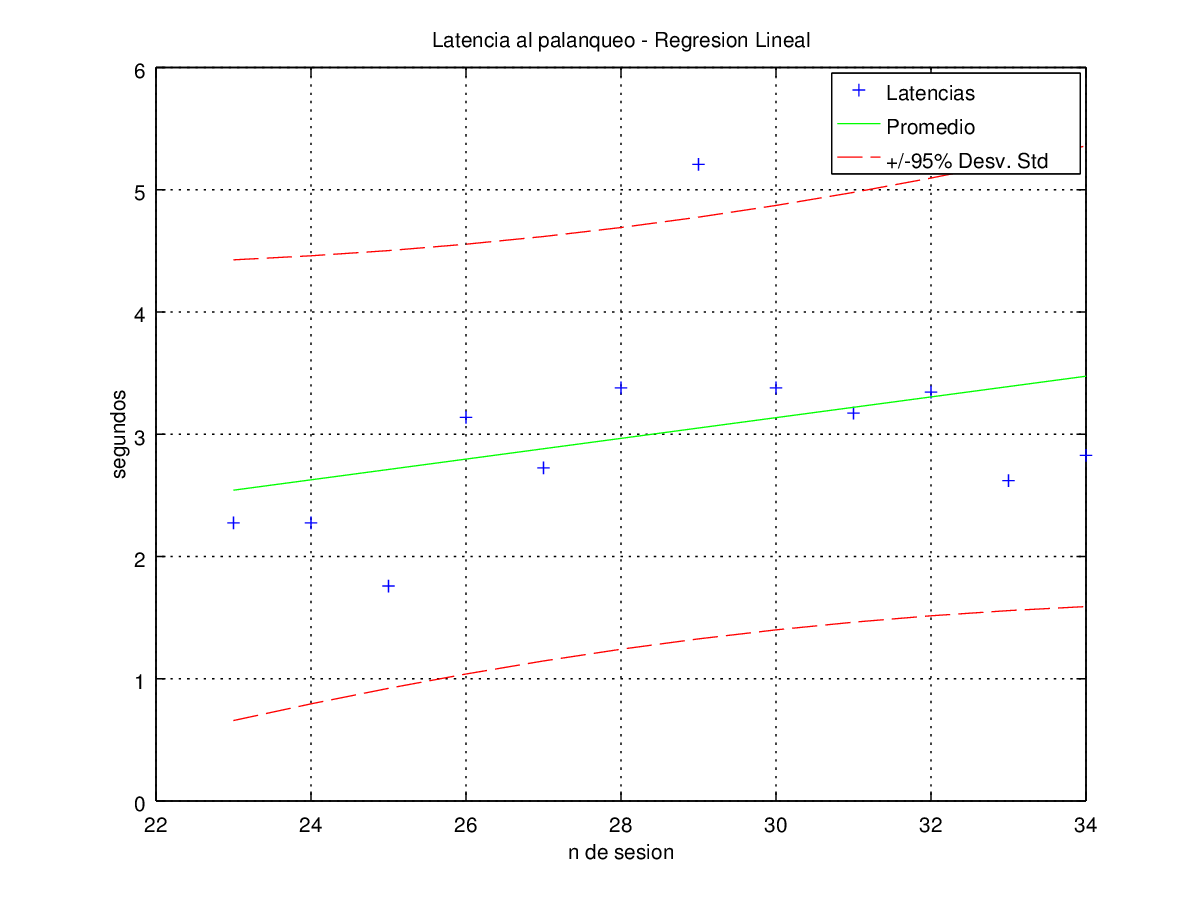 Latencia al palanqueo - Regresion Lineal
Latencias
Promedio
+/-95% Desv. Std
6
5
4
3
2
1
0
segundos
22 24 26 28 30 32 34
n de sesion